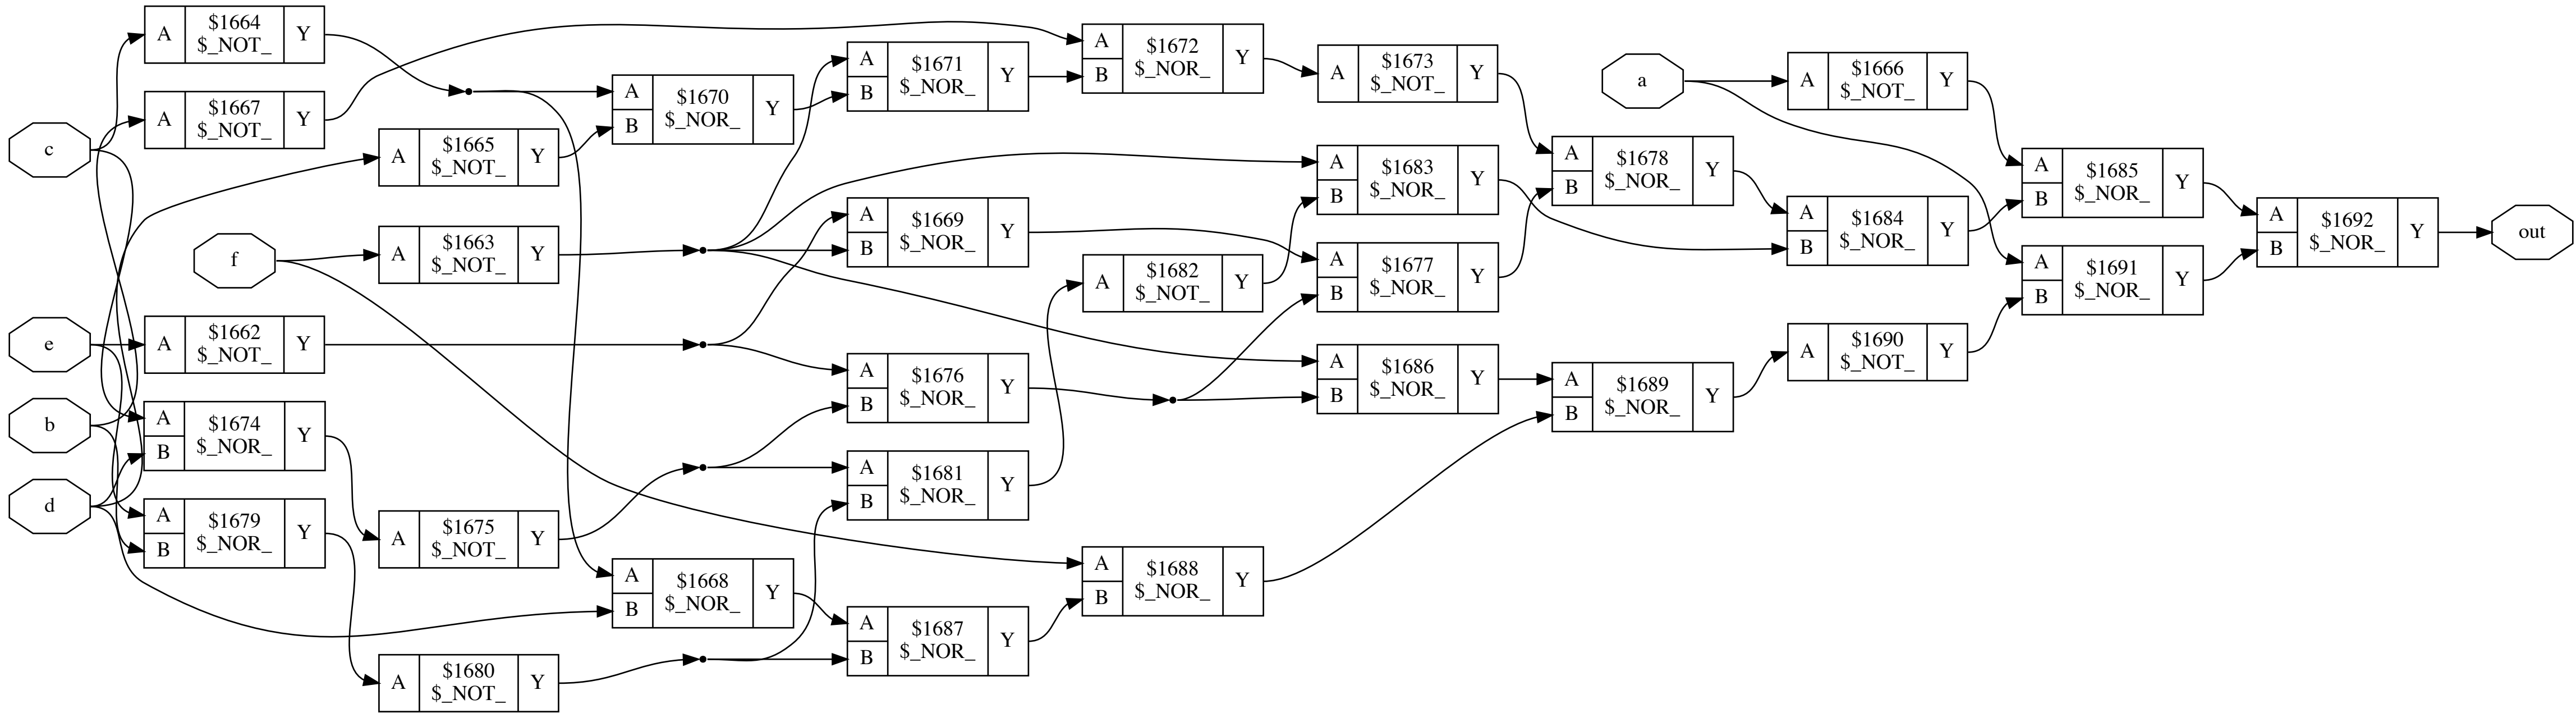 c
f
e
b
d
A
$1664
$_NOT_
Y
A
$1667
$_NOT_
Y
A
$1665
$_NOT_
Y
A
$1663
$_NOT_
Y
A
$1662
$_NOT_
Y
A
B
$1674
$_NOR_
Y
A
B
$1679
$_NOR_
Y
A
$1675
$_NOT_
Y
A
$1680
$_NOT_
Y
A
B
$1670
$_NOR_
Y
A
B
$1668
$_NOR_
Y
A
B
$1671
$_NOR_
Y
A
B
$1669
$_NOR_
Y
A
B
$1676
$_NOR_
Y
A
B
$1681
$_NOR_
Y
A
B
$1687
$_NOR_
Y
A
B
$1672
$_NOR_
Y
A
$1682
$_NOT_
Y
A
B
$1688
$_NOR_
Y
A
$1673
$_NOT_
Y
A
B
$1683
$_NOR_
Y
A
B
$1677
$_NOR_
Y
A
B
$1686
$_NOR_
Y
a
A
B
$1678
$_NOR_
Y
A
B
$1689
$_NOR_
Y
A
$1666
$_NOT_
Y
A
B
$1684
$_NOR_
Y
A
$1690
$_NOT_
Y
A
B
$1685
$_NOR_
Y
A
B
$1691
$_NOR_
Y
A
B
$1692
$_NOR_
Y
out